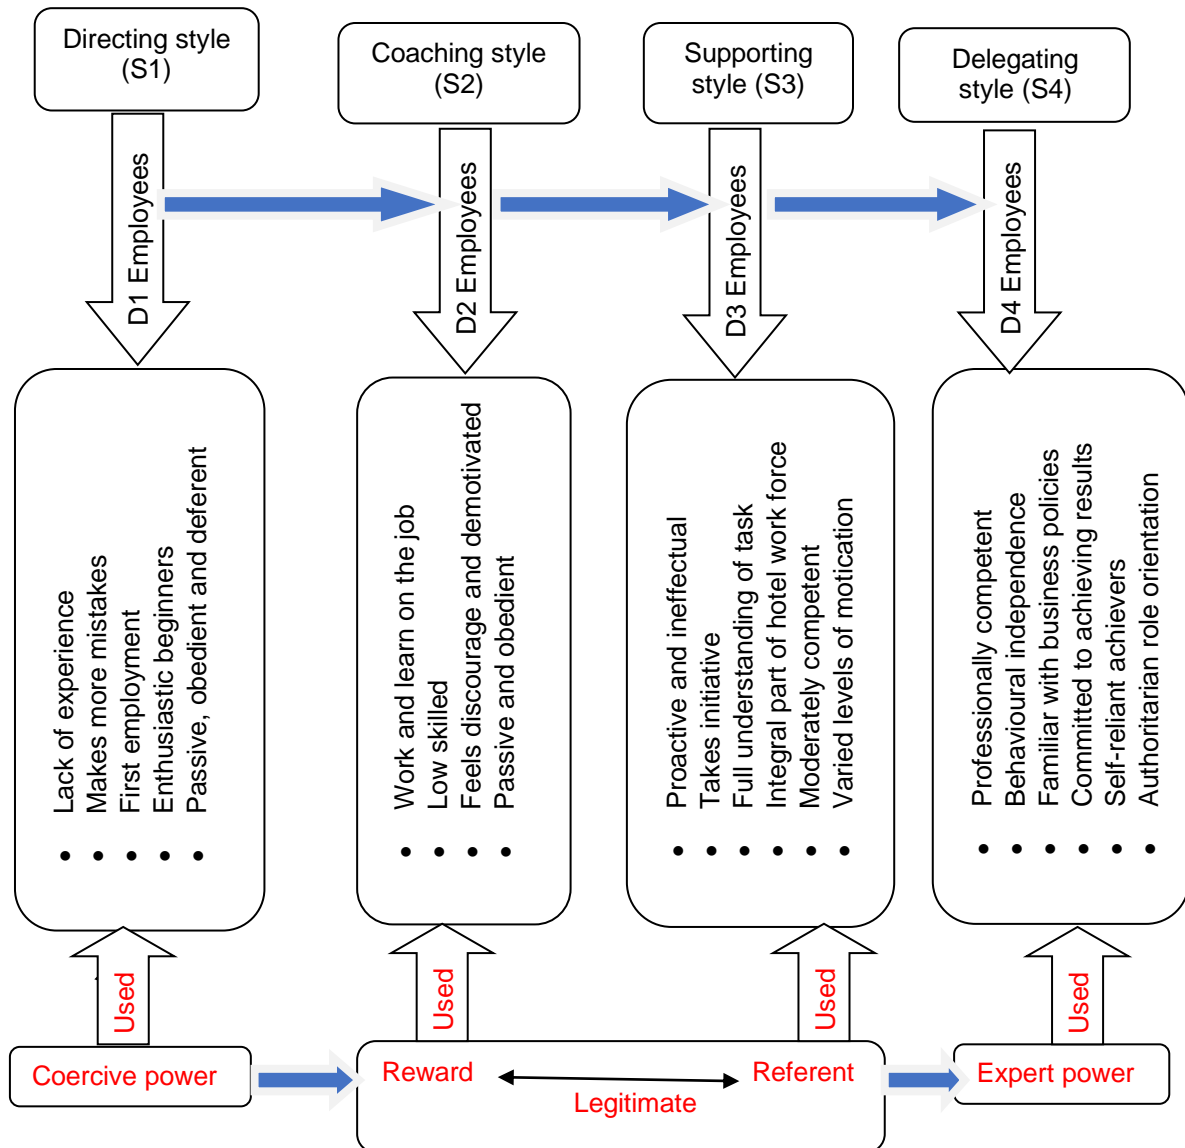 Directing style
(S1)
Coaching style
(S2)
Supporting
style (S3)
Delegating
style (S4)
D1 Employees
D2 Employees
D3 Employees
D4 Employees
• Lack of experience
• Makes more mistakes
• First employment
• Enthusiastic beginners
• Passive, obedient and deferent
• Work and learn on the job
• Low skilled
• Feels discourage and demotivated
• Passive and obedient
• Proactive and ineffectual
• Takes initiative
• Full understanding of task
• Integral part of hotel work force
• Moderately competent
• Varied levels of motication
• Professionally competent
• Behavioural independence
• Familiar with business policies
• Committed to achieving results
• Self-reliant achievers
• Authoritarian role orientation
Used
Used
Used
Used
Coercive power
Reward
Referent
Legitimate
Expert power